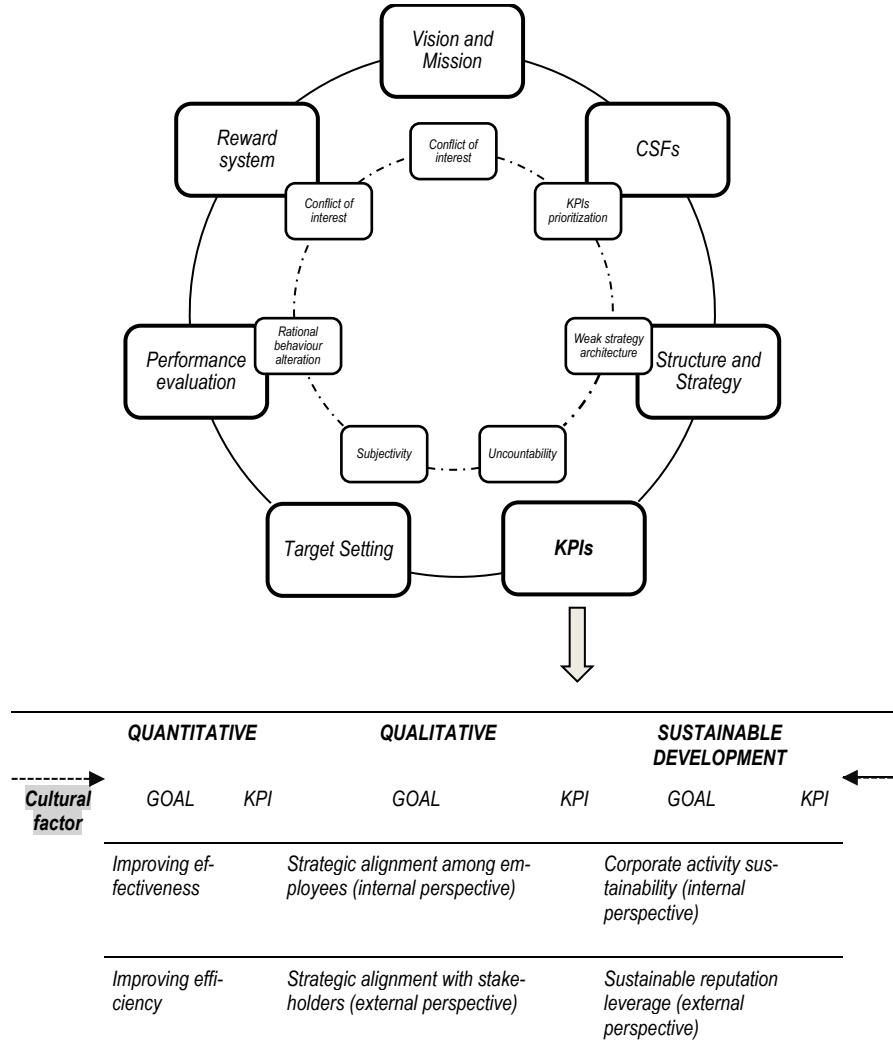 Vision and
Mission
Reward
system
CSFs
Conflict of
interest
Conflict of
interest
KPIs
prioritization
Performance
evaluation
Rational
behaviour
alteration
Weak strategy
architecture
Structure and
Strategy
Subjectivity
Uncountability
Target Setting
KPIs
QUANTITATIVE
QUALITATIVE
SUSTAINABLE
DEVELOPMENT
Cultural
factor
GOAL
KPI
GOAL
KPI
GOAL
KPI
Improving ef-
fectiveness
Strategic alignment among em-
ployees (internal perspective)
Corporate activity sus-
tainability (internal
perspective)
Improving effi-
ciency
Strategic alignment with stake-
holders (external perspective)
Sustainable reputation
leverage (external
perspective)